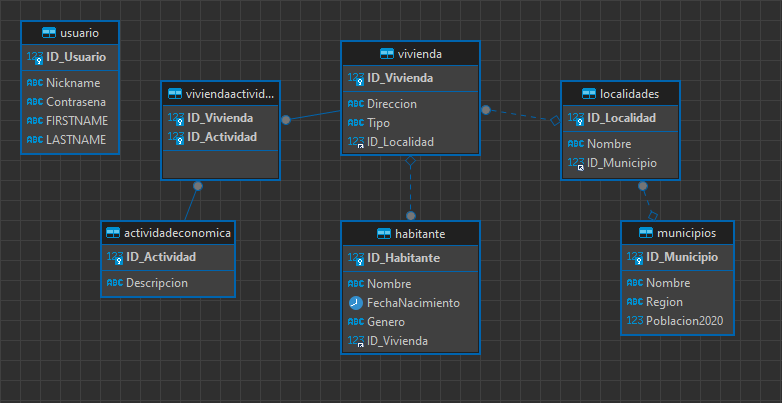 usuario
123 ID_Usuario
ABC Nickname
ABC Contrasena
ABC FIRSTNAME
ABC LASTNAME
viviendaactivid...
123 ID_Vivienda
123 ID_Actividad
vivienda
123 ID_Vivienda
ABC Direccion
ABC Tipo
123 ID_Localidad
localidades
123 ID_Localidad
ABC Nombre
123 ID_Municipio
actividadeconomica
123 ID_Actividad
ABC Descripcion
habitante
123 ID_Habitante
ABC Nombre
FechaNacimiento
ABC Genero
123 ID_Vivienda
municipios
123 ID_Municipio
ABC Nombre
ABC Region
123 Poblacion2020